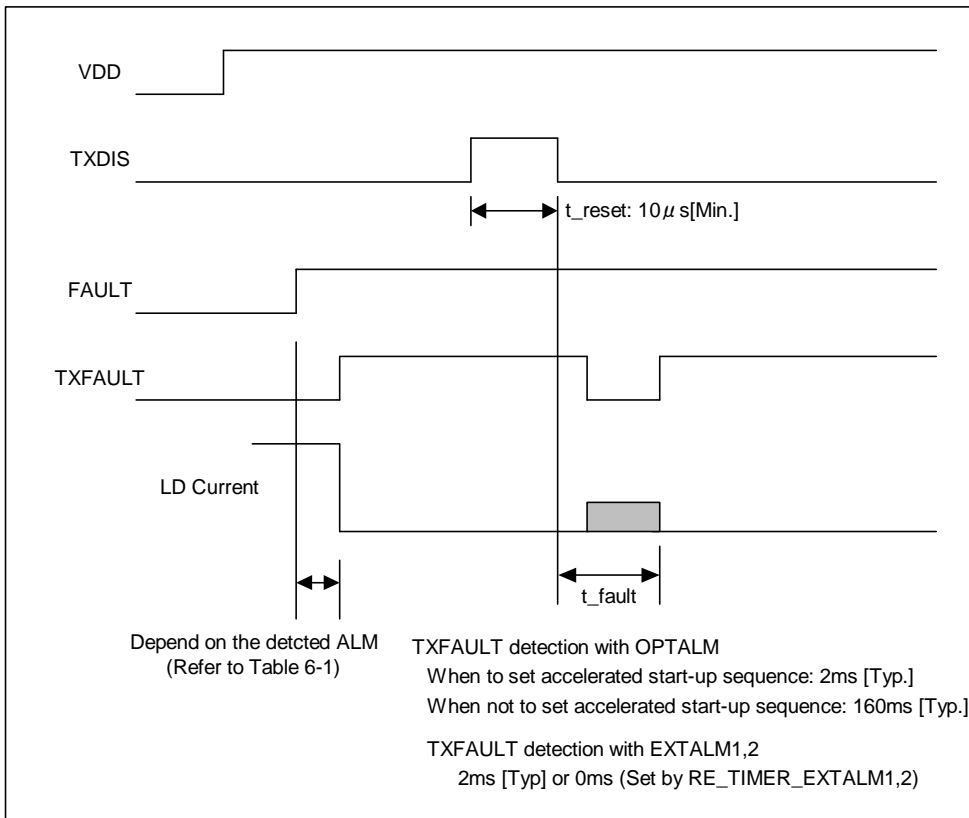 VDD
TXDIS
t_reset: 10μs[Min.]
FAULT
TXFAULT
LD Current
t_fault
Depend on the detcted ALM
(Refer to Table 6-1)
TXFAULT detection with OPTALM
When to set accelerated start-up sequence: 2ms [Typ.]
When not to set accelerated start-up sequence: 160ms [Typ.]
TXFAULT detection with EXTALM1,2
2ms [Typ] or 0ms (Set by RE_TIMER_EXTALM1,2)